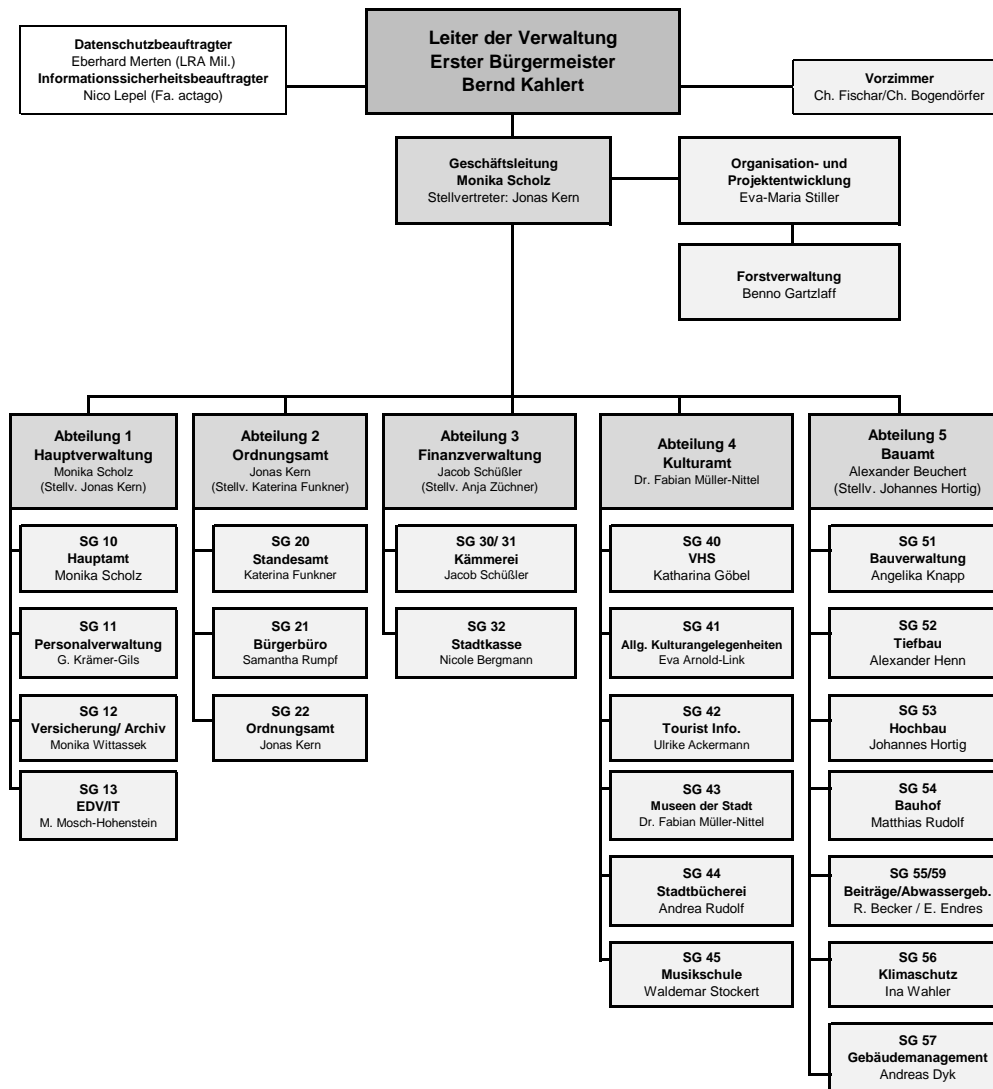 Leiter der Verwaltung
Erster Bürgermeister
Bernd Kahlert
Datenschutzbeauftragter
Eberhard Merten (LRA Mil.)
Informationssicherheitsbeauftragter
Nico Lepel (Fa. actago)
Vorzimmer
Ch. Fischar/Ch. Bogendörfer
Geschäftsleitung
Monika Scholz
Stellvertreter: Jonas Kern
Organisation- und
Projektentwicklung
Eva-Maria Stiller
Forstverwaltung
Benno Gartzlaff
Abteilung 1
Hauptverwaltung
Monika Scholz
(Stellv. Jonas Kern)
SG 10
Hauptamt
Monika Scholz
SG 11
Personalverwaltung
G. Krämer-Gils
SG 12
Versicherung/ Archiv
Monika Wittassek
SG 13
EDV/IT
M. Mosch-Hohenstein
Abteilung 2
Ordnungsamt
Jonas Kern
(Stellv. Katerina Funkner)
SG 20
Standesamt
Katerina Funkner
SG 21
Bürgerbüro
Samantha Rumpf
SG 22
Ordnungsamt
Jonas Kern
Abteilung 3
Finanzverwaltung
Jacob Schüßler
(Stellv. Anja Züchner)
SG 30/ 31
Kämmerei
Jacob Schüßler
SG 32
Stadtkasse
Nicole Bergmann
Abteilung 4
Kulturamt
Dr. Fabian Müller-Nittel
SG 40
VHS
Katharina Göbel
SG 41
Allg. Kulturangelegenheiten
Eva Arnold-Link
SG 42
Tourist Info.
Ulrike Ackermann
SG 43
Museen der Stadt
Dr. Fabian Müller-Nittel
SG 44
Stadtbücherei
Andrea Rudolf
SG 45
Musikschule
Waldemar Stockert
Abteilung 5
Bauamt
Alexander Beuchert
(Stellv. Johannes Hortig)
SG 51
Bauverwaltung
Angelika Knapp
SG 52
Tiefbau
Alexander Henn
SG 53
Hochbau
Johannes Hortig
SG 54
Bauhof
Matthias Rudolf
SG 55/59
Beiträge/Abwassergeb.
R. Becker / E. Endres
SG 56
Klimaschutz
Ina Wahler
SG 57
Gebäudemanagement
Andreas Dyk